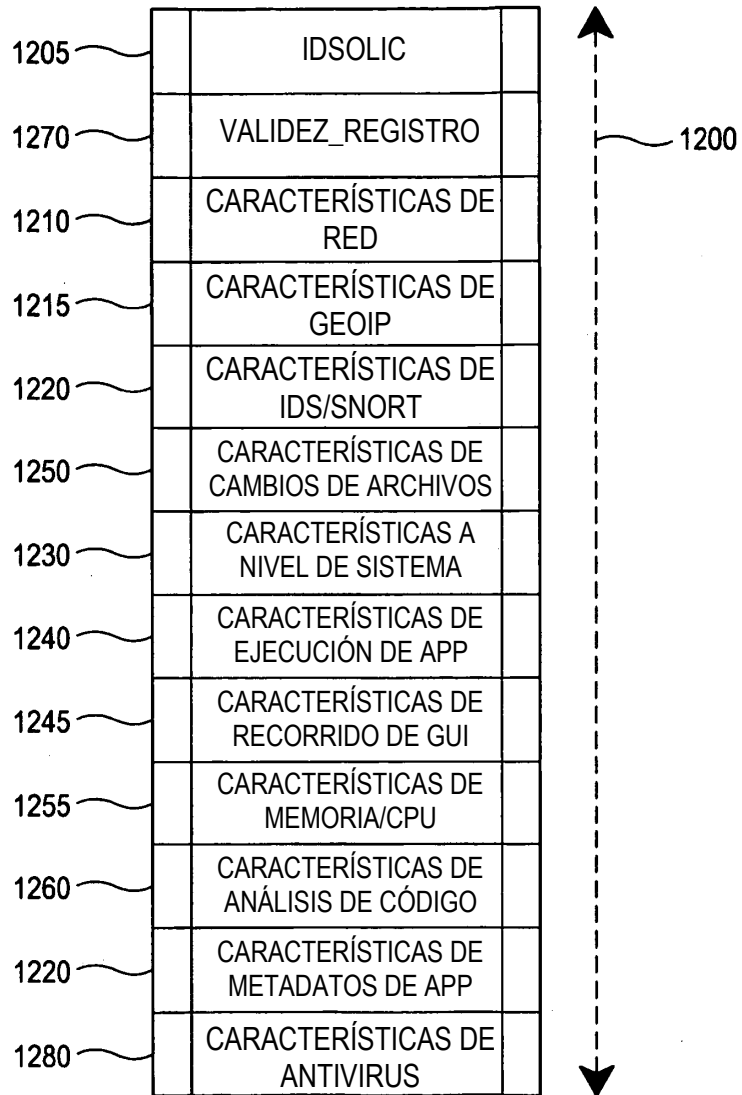 1205 IDSOLIC
1270 VALIDEZ_REGISTRO
1200
1210 CARACTERÍSTICAS DE
RED
1215 CARACTERÍSTICAS DE
GEOIP
1220 CARACTERÍSTICAS DE
IDS/SNORT
1250 CARACTERÍSTICAS DE
CAMBIOS DE ARCHIVOS
1230 CARACTERÍSTICAS A
NIVEL DE SISTEMA
1240 CARACTERÍSTICAS DE
EJECUCIÓN DE APP
1245 CARACTERÍSTICAS DE
RECORRIDO DE GUI
1255 CARACTERÍSTICAS DE
MEMORIA/CPU
1260 CARACTERÍSTICAS DE
ANÁLISIS DE CÓDIGO
1220 CARACTERÍSTICAS DE
METADATOS DE APP
1280 CARACTERÍSTICAS DE
ANTIVIRUS